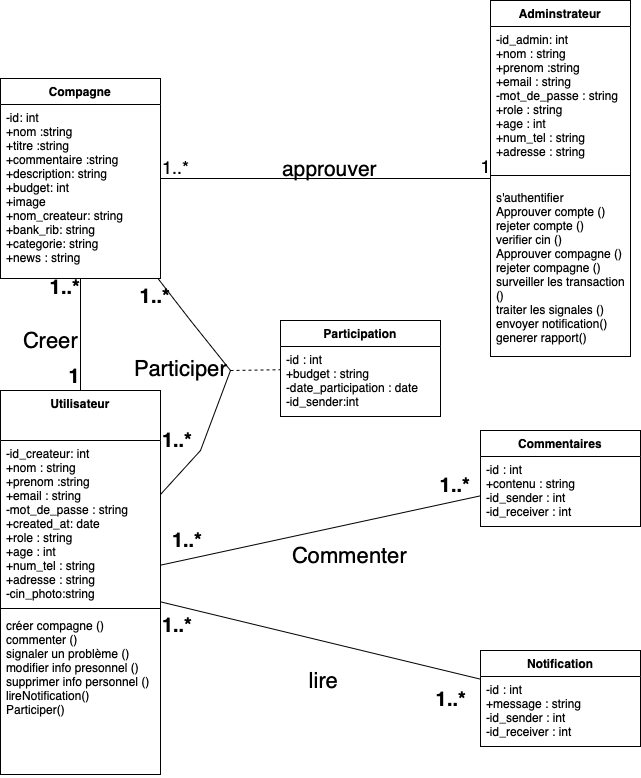 Adminstrateur
-id_admin: int
+nom : string
+prenom :string
+email : string
-mot_de_passe : string
+role : string
+age : int
+num_tel : string
+adresse : string
s'authentifier
Approuver compte ()
rejeter compte ()
verifier cin ()
Approuver compagne ()
rejeter compagne ()
surveiller les transaction
()
traiter les signales ()
envoyer notification()
generer rapport()
Compagne
-id: int
+nom :string
+titre :string
+commentaire :string
+description: string
+budget: int
+image
+nom_createur: string
+bank_rib: string
+categorie: string
+news : string
1..*
approuver
1
1..*
1..*
Creer
1
Participer
1..*
Participation
-id : int
+budget : string
-date_participation : date
-id_sender:int
Utilisateur
-id_createur: int
+nom : string
+prenom :string
+email : string
-mot_de_passe : string
+created_at: date
+role : string
+age : int
+num_tel : string
+adresse : string
-cin_photo:string
créer compagne ()
commenter ()
signaler un problème ()
modifier info presonnel ()
supprimer info personnel ()
lireNotification()
Participer()
Commentaires
-id : int
+contenu : string
-id_sender : int
-id_receiver : int
1..*
1..*
Commenter
1..*
lire
1..*
Notification
-id : int
+message : string
-id_sender : int
-id_receiver : int